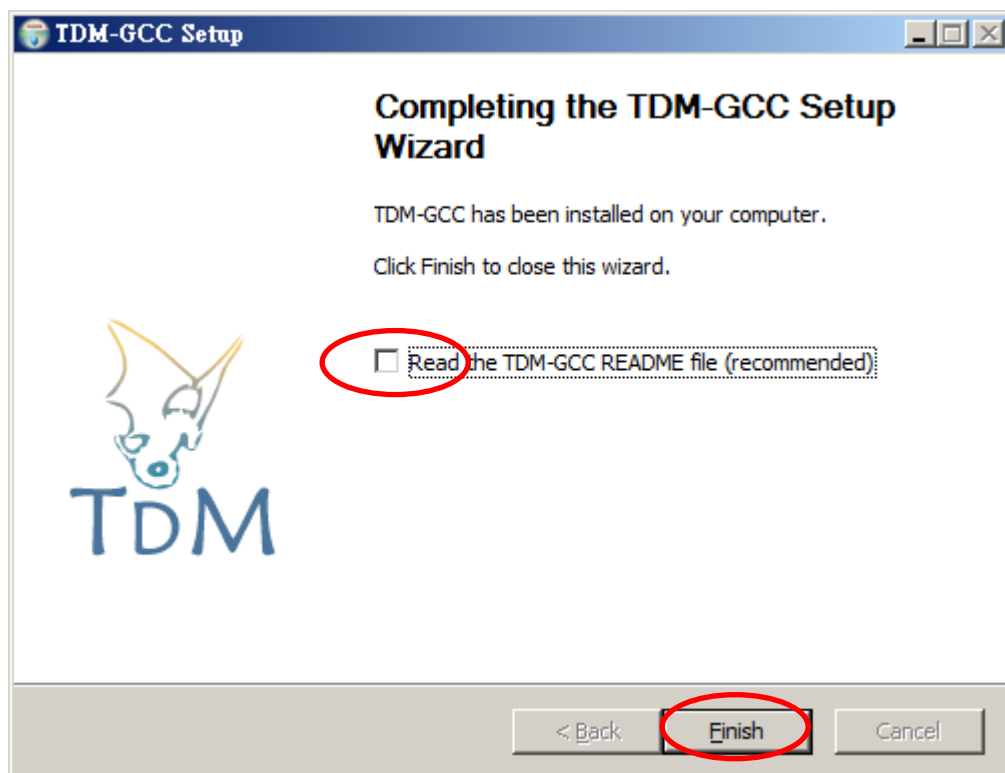 TDM-GCC Setup
Completing the TDM-GCC Setup
Wizard
TDM-GCC has been installed on your computer.
Click Finish to close this wizard.
Read the TDM-GCC README file (recommended)
TDM
< Back
Finish
Cancel